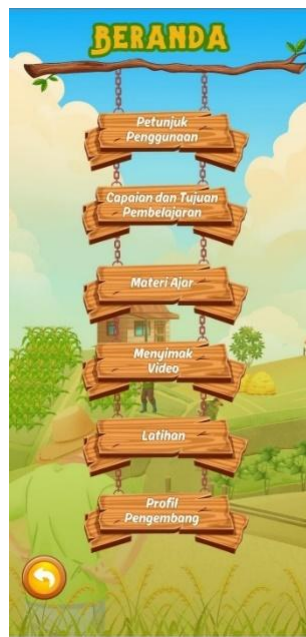 BERANDA
Petunjuk
Penggunaan
Capaian dan Tujuan
Pembelajaran
Materi Ajar
Menyimak
Video
Latihan
Profil
Pengembang